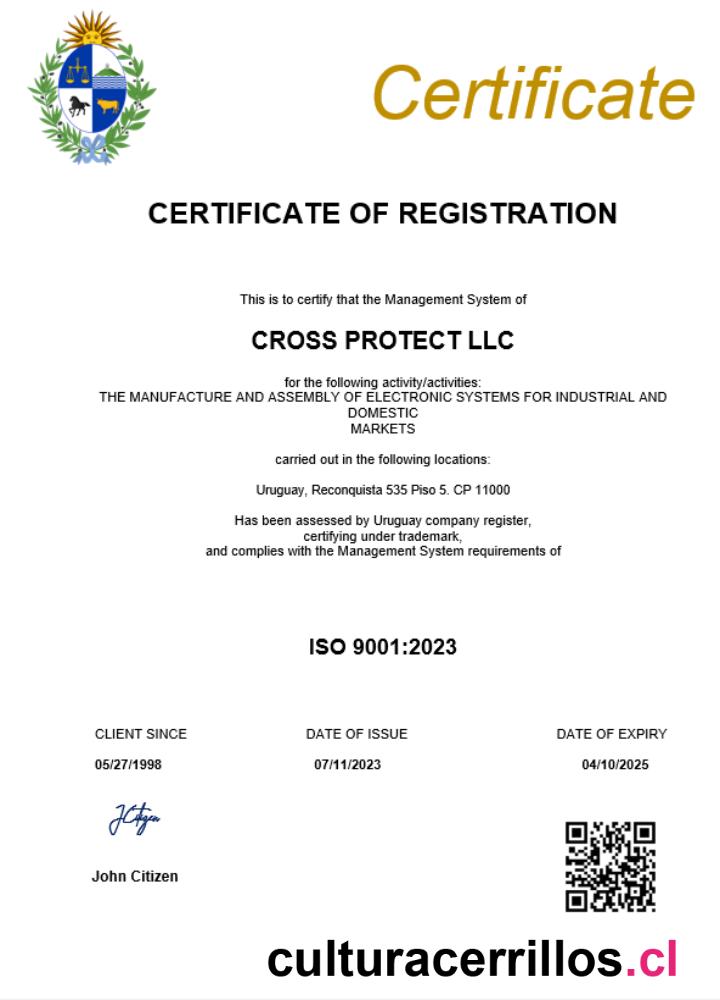 Certificate
CERTIFICATE OF REGISTRATION
This is to certify that the Management System of
CROSS PROTECT LLC
for the following activity/activities:
THE MANUFACTURE AND ASSEMBLY OF ELECTRONIC SYSTEMS FOR INDUSTRIAL AND
DOMESTIC
MARKETS
carried out in the following locations:
Uruguay, Reconquista 535 Piso 5. CP 11000
Has been assessed by Uruguay company register,
certifying under trademark,
and complies with the Management System requirements of
ISO 9001:2023
CLIENT SINCE DATE OF ISSUE DATE OF EXPIRY
05/27/1998 07/11/2023 04/10/2025
JCitizen
John Citizen
culturacerrillos.cl